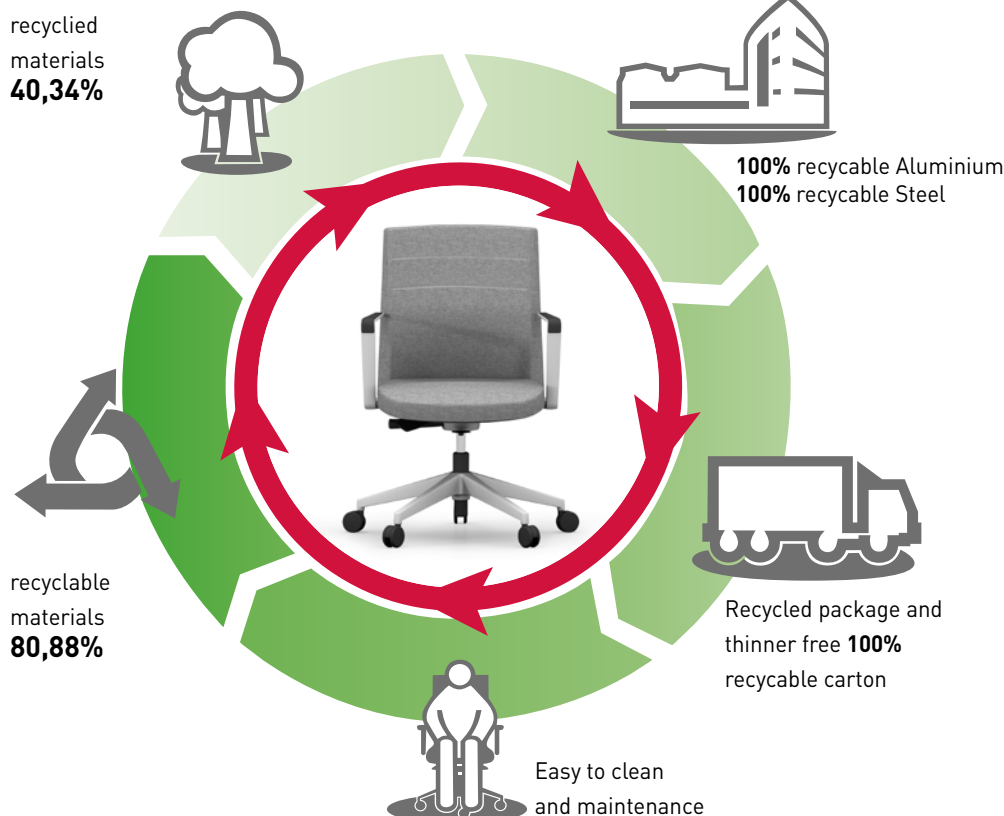 recyclied
materials
40,34%
100% recycable Aluminium
100% recycable Steel
Recycled package and
thinner free 100%
recycable carton
Easy to clean
and maintenance
recyclable
materials
80,88%